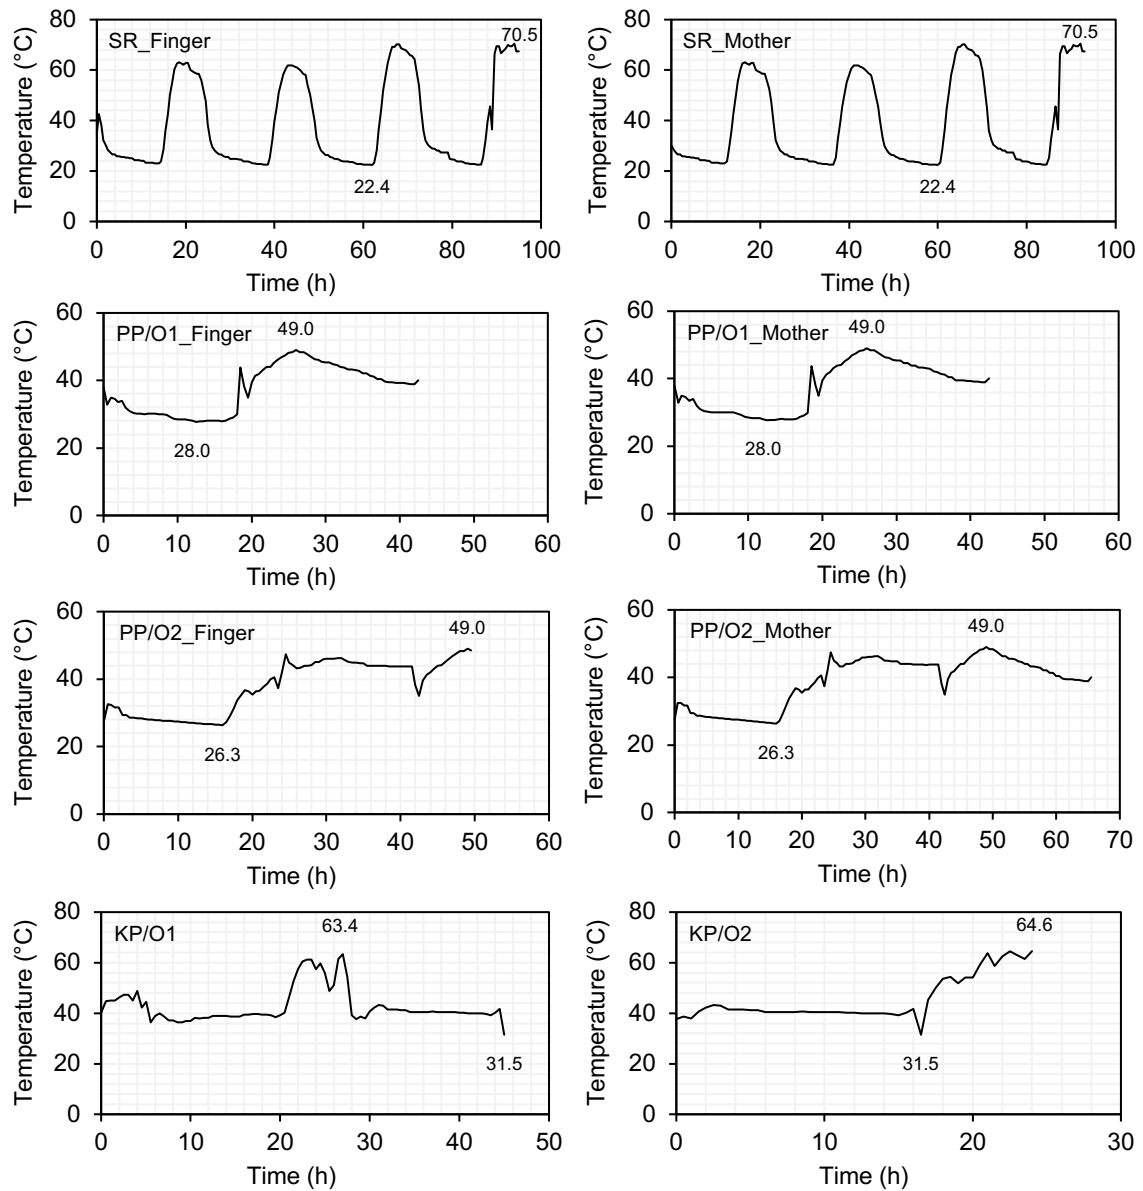 SR_Finger
70.5
22.4
Temperature (°C)
80
60
40
20
0
0 20 40 60 80 100
Time (h)
SR_Mother
70.5
22.4
Temperature (°C)
80
60
40
20
0
0 20 40 60 80 100
Time (h)
PP/O1_Finger
49.0
28.0
Temperature (°C)
60
40
20
0
0 10 20 30 40 50 60
Time (h)
PP/O1_Mother
49.0
28.0
Temperature (°C)
60
40
20
0
0 10 20 30 40 50 60
Time (h)
PP/O2_Finger
49.0
26.3
Temperature (°C)
60
40
20
0
0 10 20 30 40 50 60
Time (h)
PP/O2_Mother
49.0
26.3
Temperature (°C)
60
40
20
0
0 10 20 30 40 50 60 70
Time (h)
KP/O1
63.4
31.5
Temperature (°C)
80
60
40
20
0
0 10 20 30 40 50
Time (h)
KP/O2
64.6
31.5
Temperature (°C)
80
60
40
20
0
0 10 20 30
Time (h)